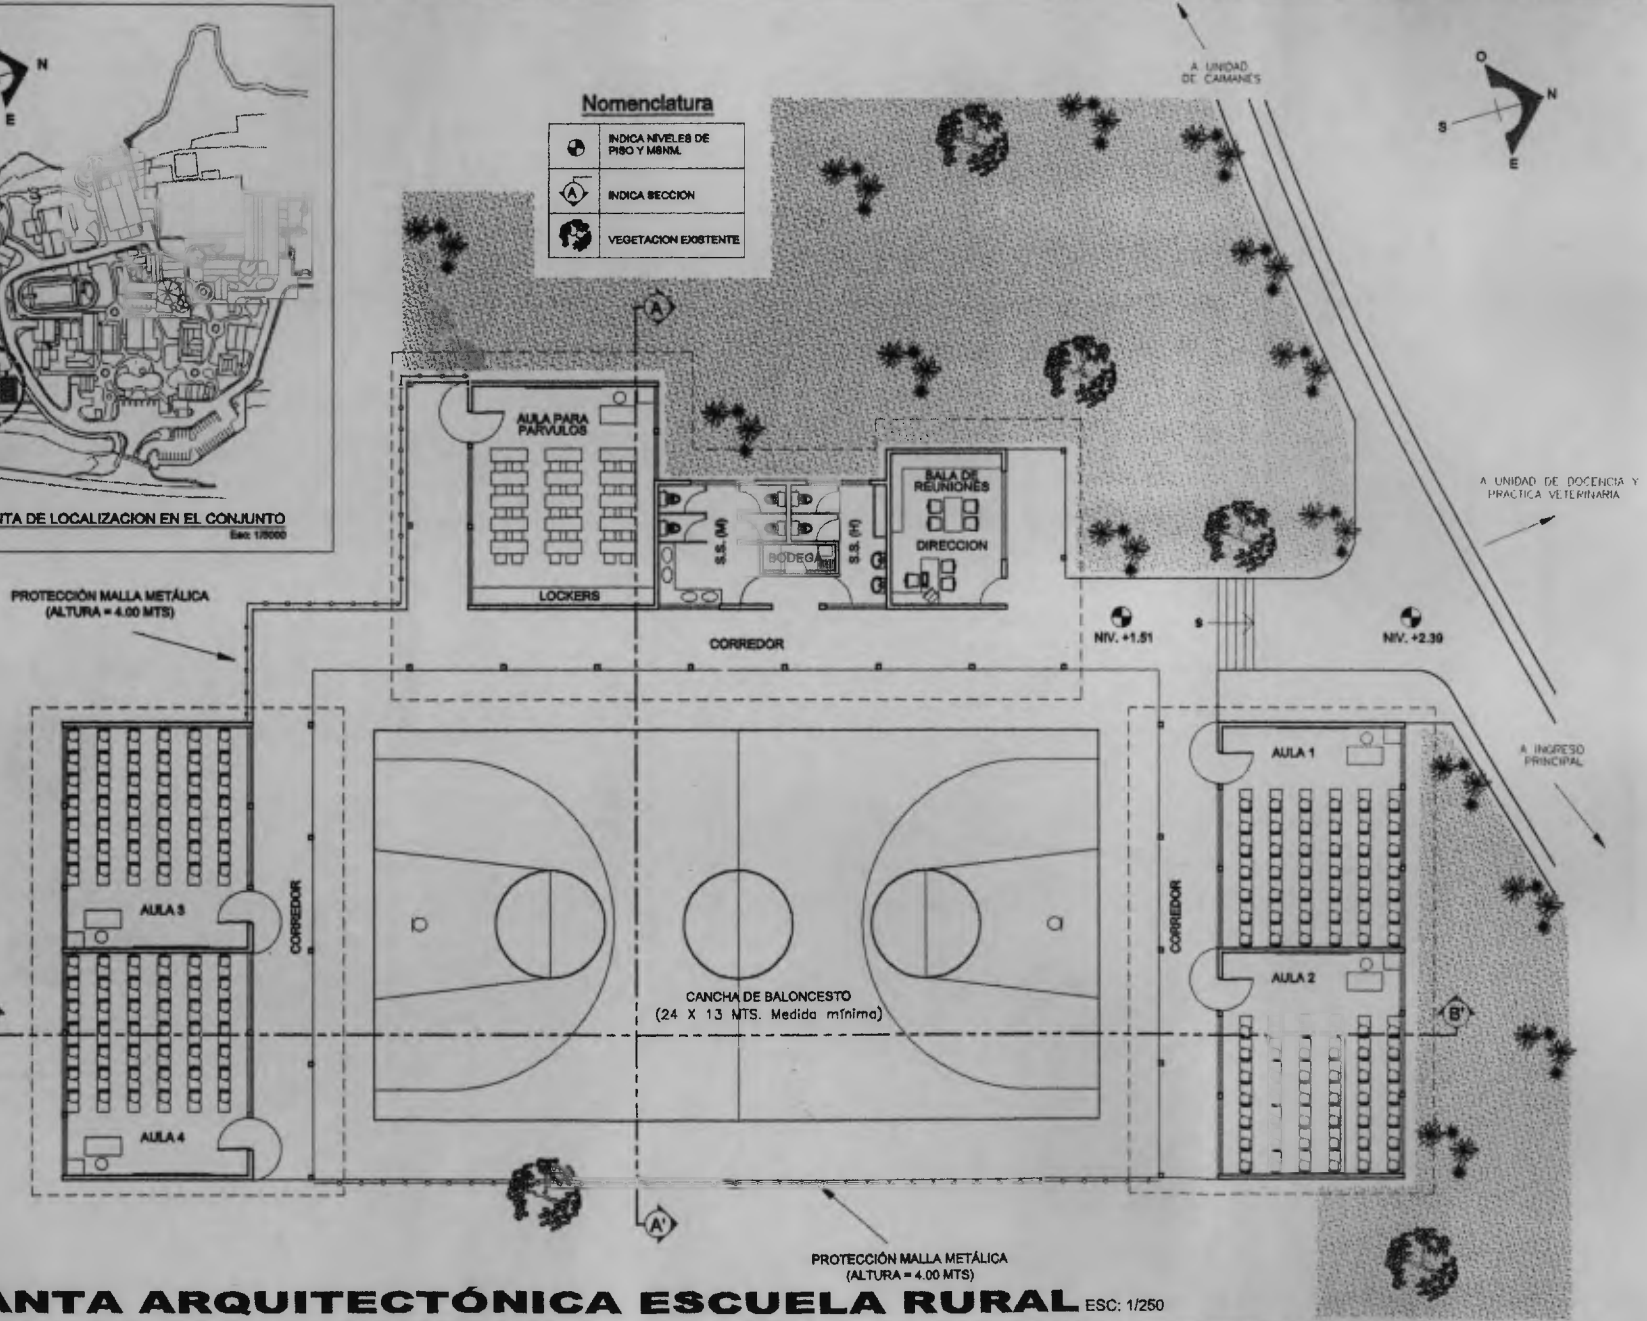 N
E
NTA DE LOCALIZACION EN EL CONJUNTO
Esc: 1/5000
Nomenclatura
INDICA NIVELES DE
PISO Y MSNM.
A
INDICA SECCION
VEGETACION EXISTENTE
A UNIDAD
DE CAIMANES
O
N
S
E
A
AULA PARA
PARVULOS
LOCKERS
S.S. (M)
BODEGA
S.S. (H)
SALA DE
REUNIONES
DIRECCION
A UNIDAD DE DOCENCIA Y
PRACTICA VETERINARIA
PROTECCIÓN MALLA METÁLICA
(ALTURA = 4.00 MTS)
CORREDOR
NIV. +1.51
S
NIV. +2.39
A INGRESO
PRINCIPAL
AULA 3
AULA 4
CORREDOR
CANCHA DE BALONCESTO
(24 X 13 MTS. Medida mínima)
CORREDOR
AULA 1
AULA 2
B'
A'
PROTECCIÓN MALLA METÁLICA
(ALTURA = 4.00 MTS)
ANTA ARQUITECTÓNICA ESCUELA RURAL ESC: 1/250